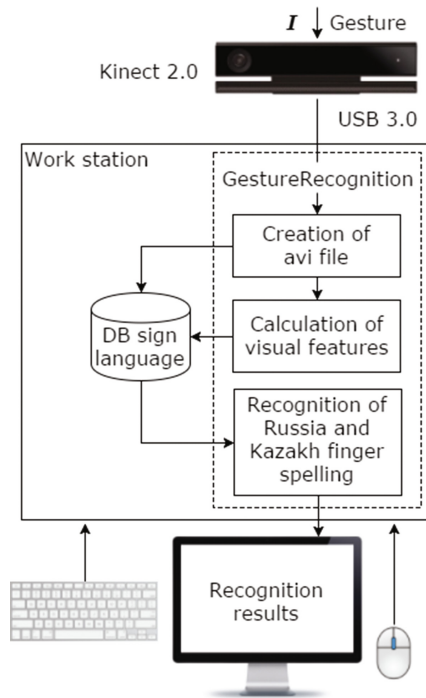 I Gesture
Kinect 2.0
USB 3.0
Work station
GestureRecognition
Creation of
avi file
DB sign
language
Calculation of
visual features
Recognition of
Russia and
Kazakh finger
spelling
Recognition
results